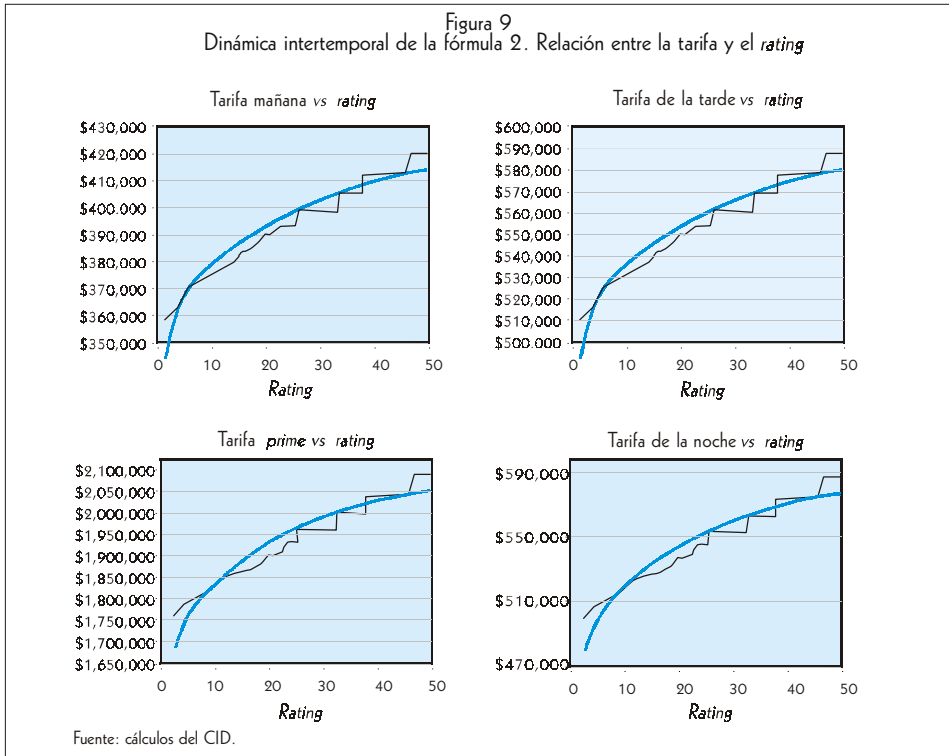 Figura 9
Dinámica intertemporal de la fórmula 2. Relación entre la tarifa y el rating
Tarifa mañana vs rating
$430,000
$420,000
$410,000
$400,000
$390,000
$380,000
$370,000
$360,000
$350,000
0 10 20 30 40 50
Rating
Tarifa de la tarde vs rating
$600,000
$590,000
$580,000
$570,000
$560,000
$550,000
$540,000
$530,000
$520,000
$510,000
$500.000
0 10 20 30 40 50
Rating
Tarifa prime vs rating
$2,100,000
$2,050,000
$2,000,000
$1,950,000
$1,900,000
$1,850,000
$1,800,000
$1,750,000
$1,700,000
$1,650,000
0 10 20 30 40 50
Rating
Tarifa de la noche vs rating
$590,000
$550,000
$510,000
$470,000
0 10 20 30 40 50
Rating
Fuente: cálculos del CID.